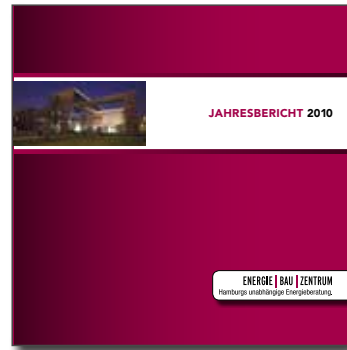 JAHRESBERICHT 2010
ENERGIE | BAU | ZENTRUM
Hamburgs unabhängige Energieberatung.